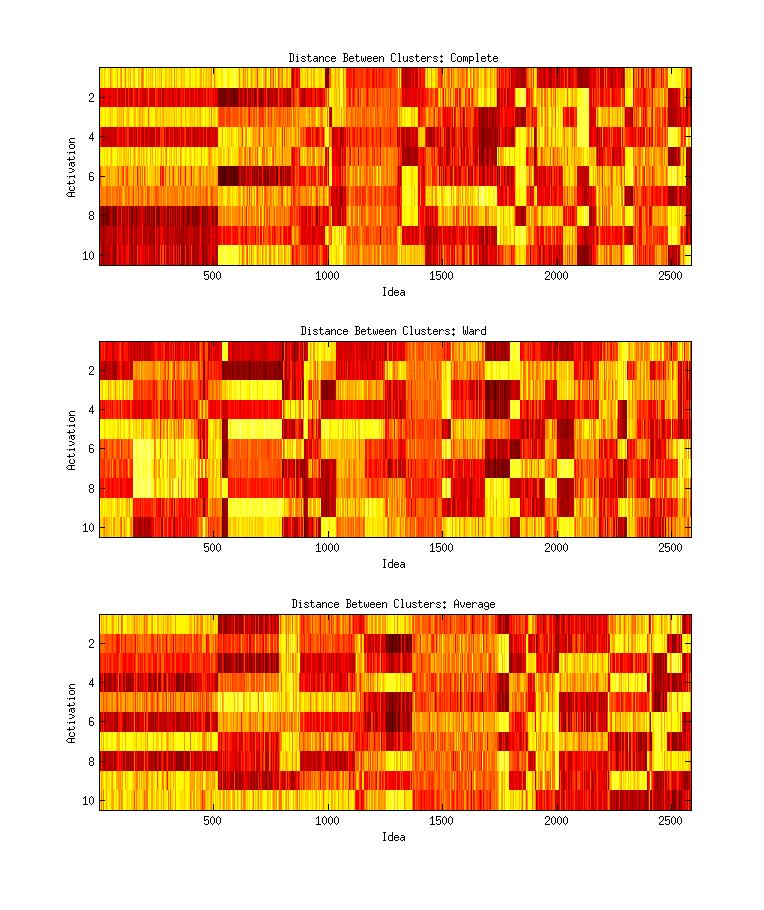 Distance Between Clusters: Complete
Activation
2
4
6
8
10
500 1000 1500 2000 2500
Idea
Distance Between Clusters: Ward
Activation
2
4
6
8
10
500 1000 1500 2000 2500
Idea
Distance Between Clusters: Average
Activation
2
4
6
8
10
500 1000 1500 2000 2500
Idea